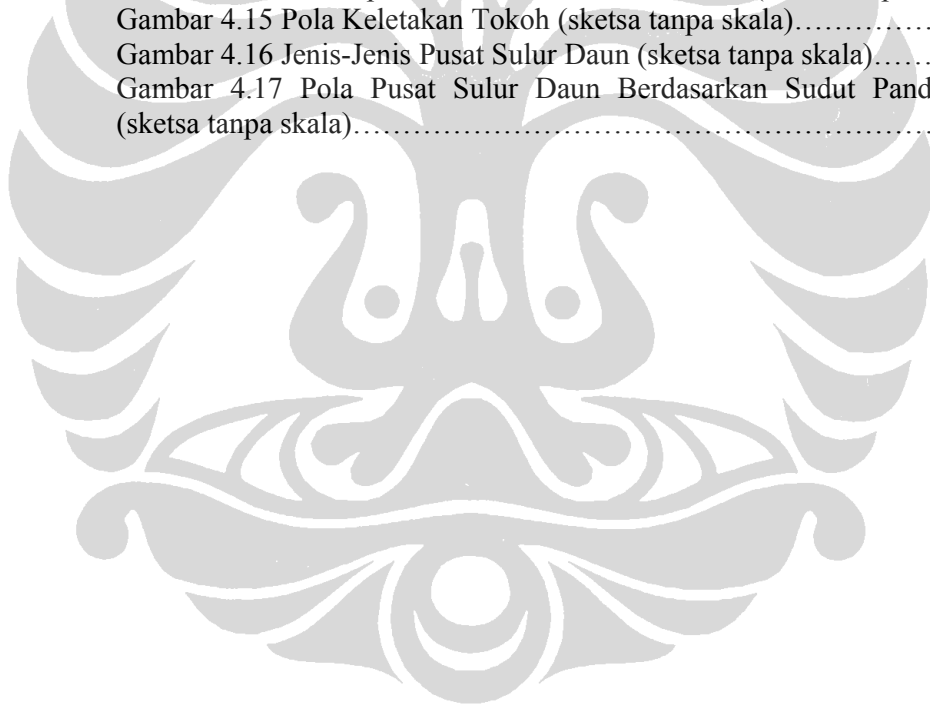 Gambar 4.15 Pola Keletakan Tokoh (sketsa tanpa skala)……………
Gambar 4.16 Jenis-Jenis Pusat Sulur Daun (sketsa tanpa skala)……
Gambar 4.17 Pola Pusat Sulur Daun Berdasarkan Sudut
(sketsa tanpa skala)……………………………………………………